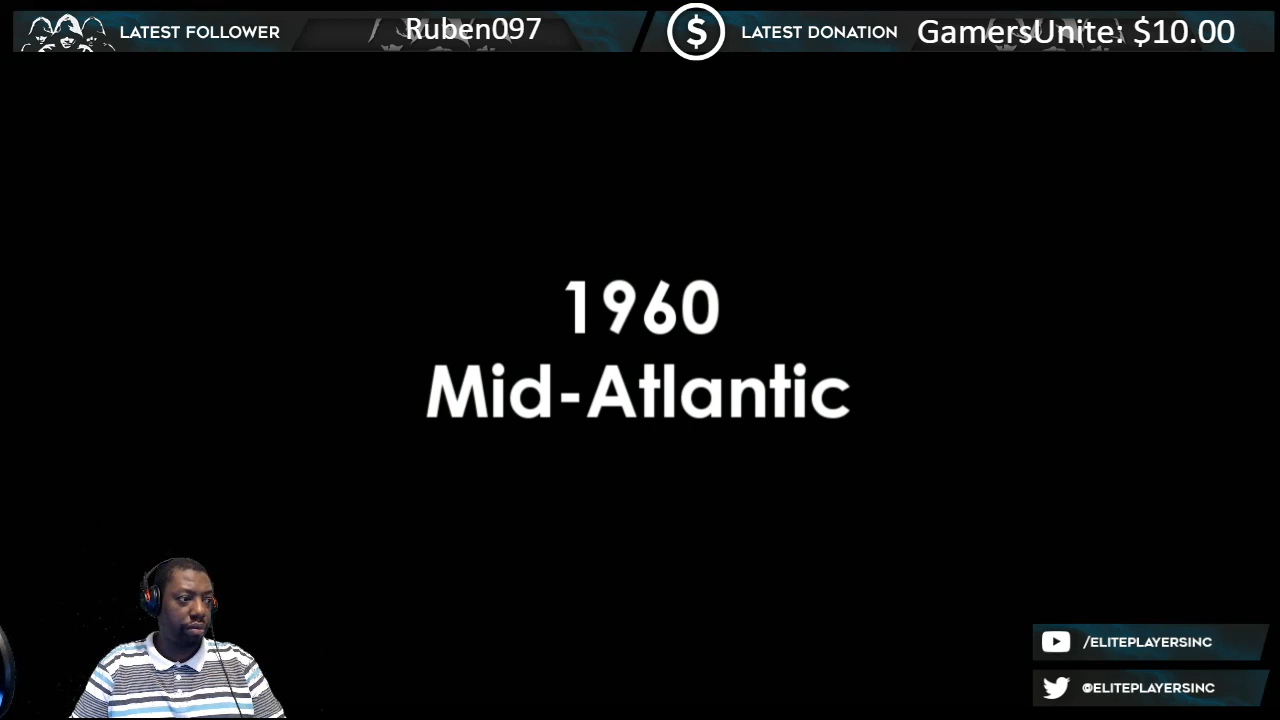 LATEST FOLLOWER
Ruben097
$
LATEST DONATION
GamersUnite: $10.00
1960
Mid-Atlantic
/ELITEPLAYERSINC
@ELITEPLAYERSINC